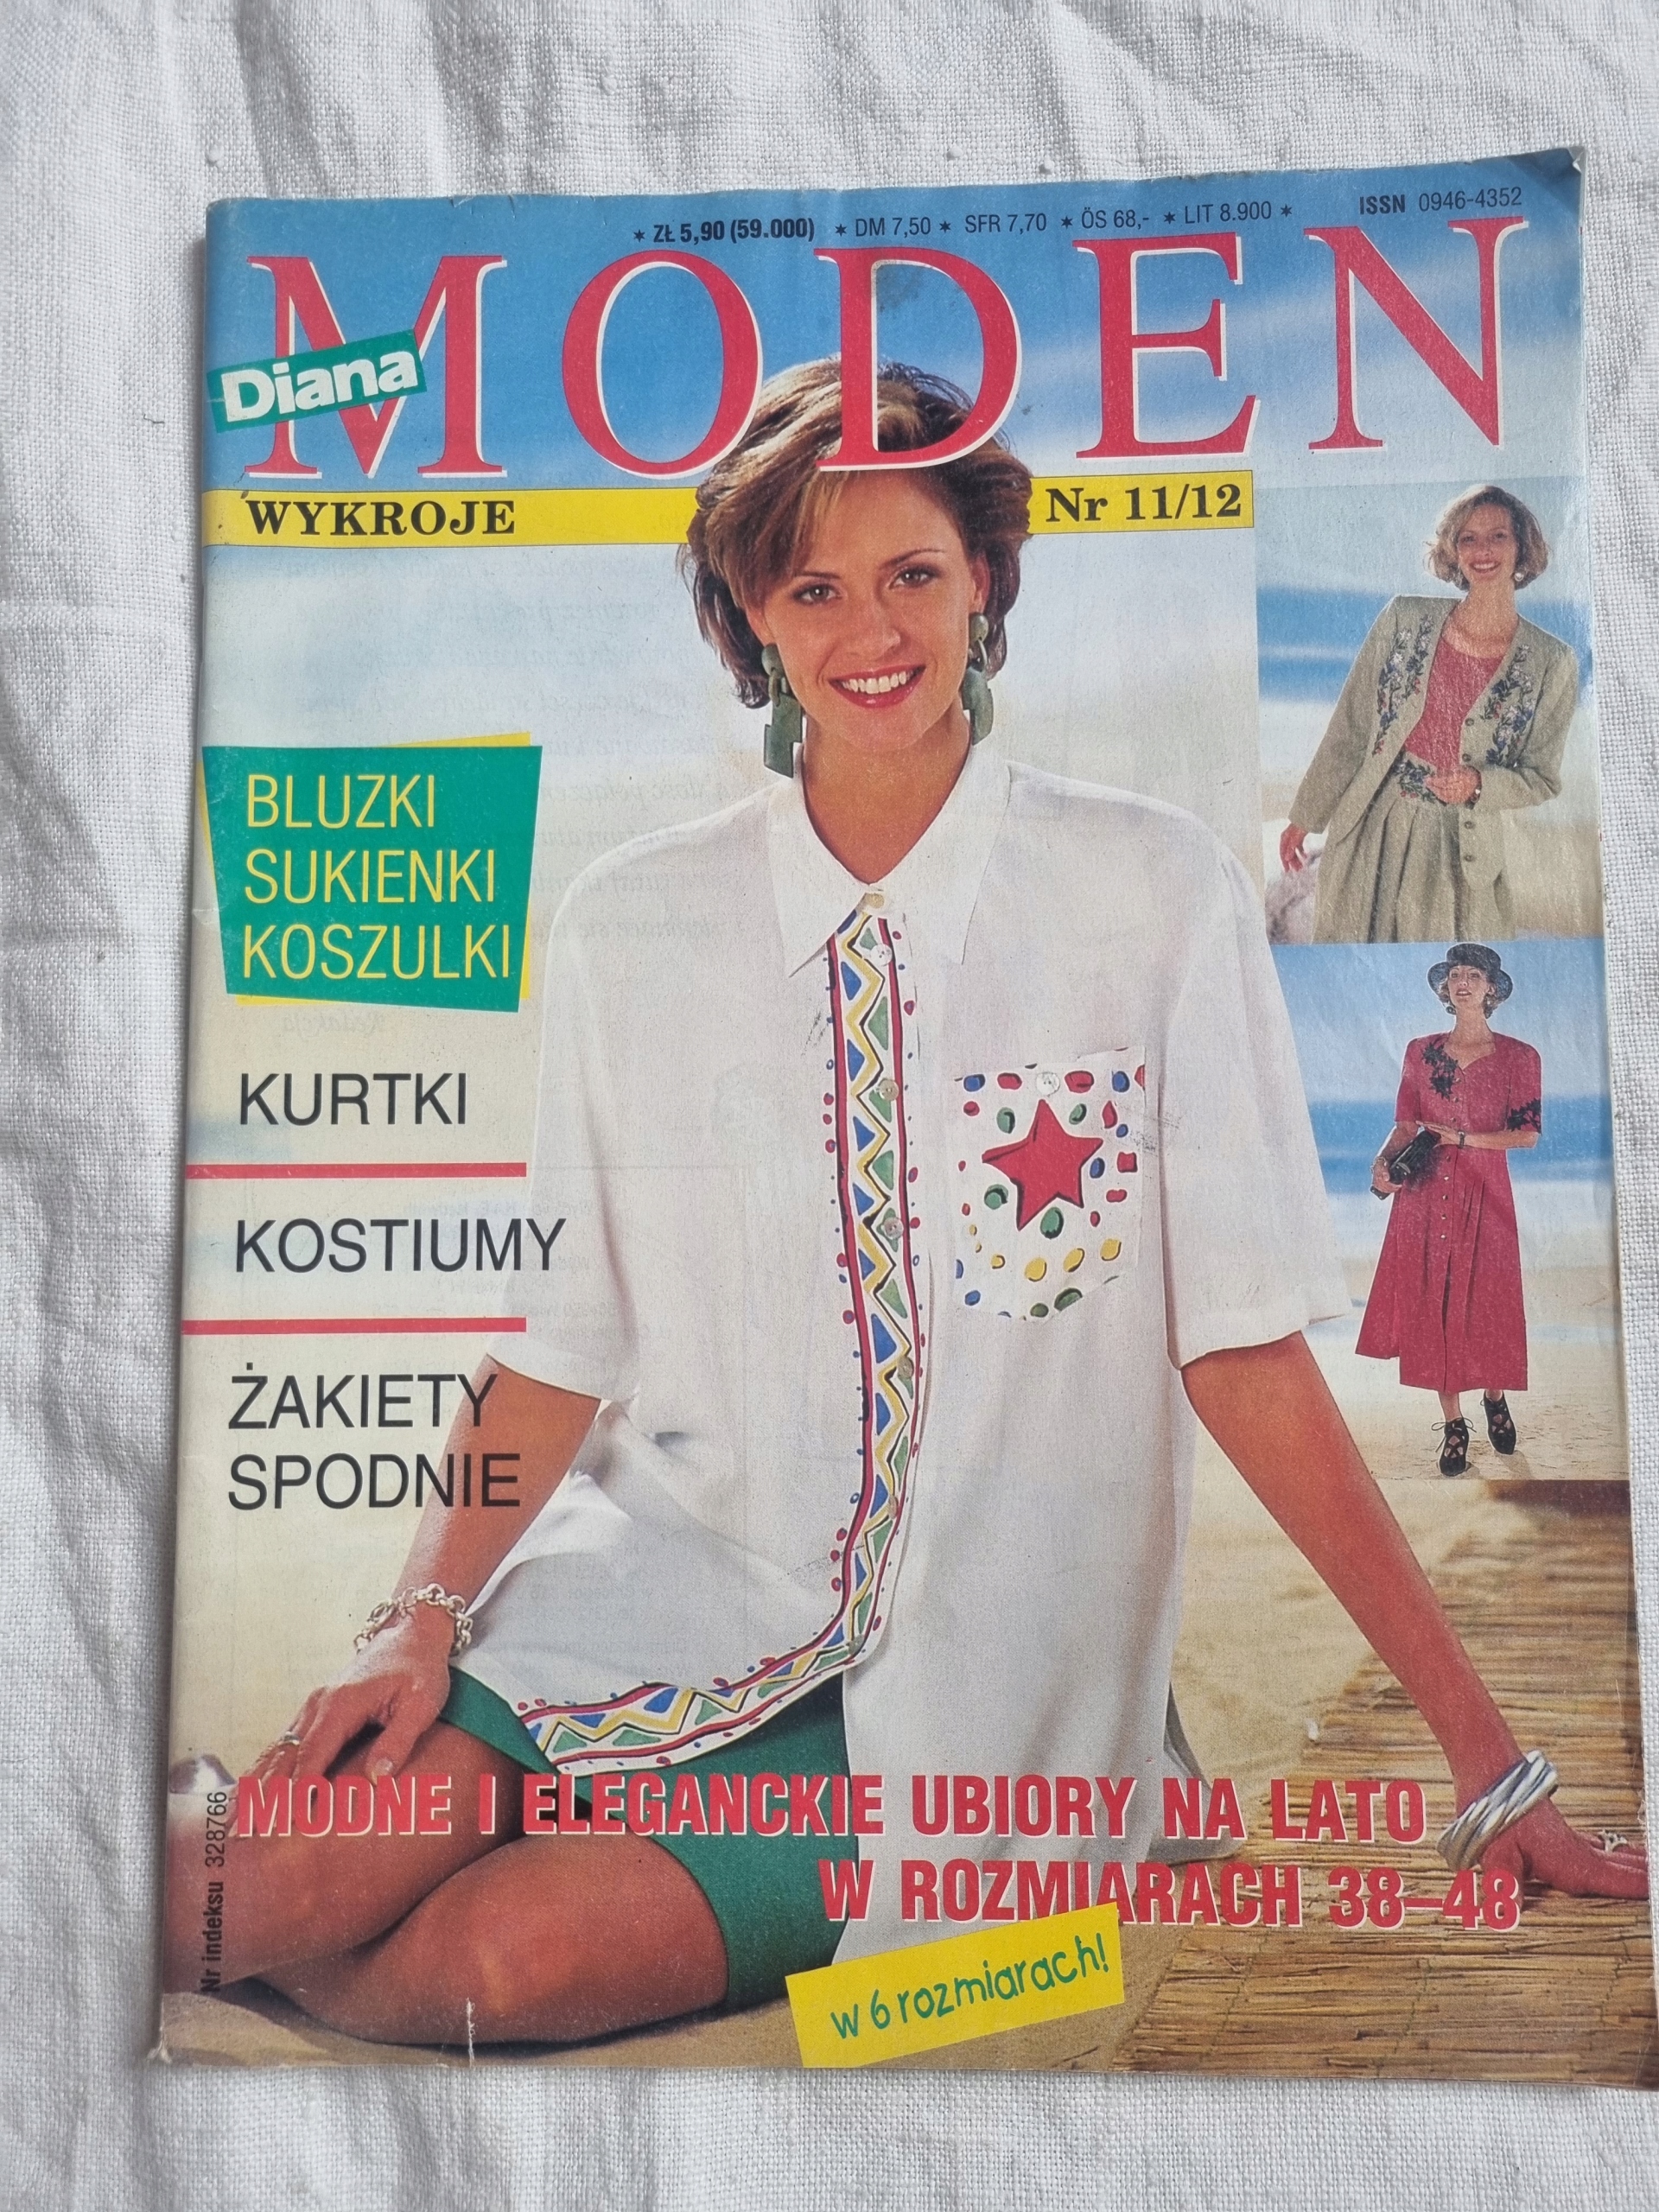 * ZŁ 5,90 (59.000) * DM 7,50 * SFR 7,70 * ÖS 68,- * LIT 8.900 * ISSN 0946-4352
MODEN
Diana
WYKROJE
Nr 11/12
BLUZKI
SUKIENKI
KOSZULKI
KURTKI
KOSTIUMY
ŻAKIETY
SPODNIE
MODNE I ELEGANCKIE UBIORY NA LATO
W ROZMIARACH 38–48
w 6 rozmiarach!
Nr indeksu 328766